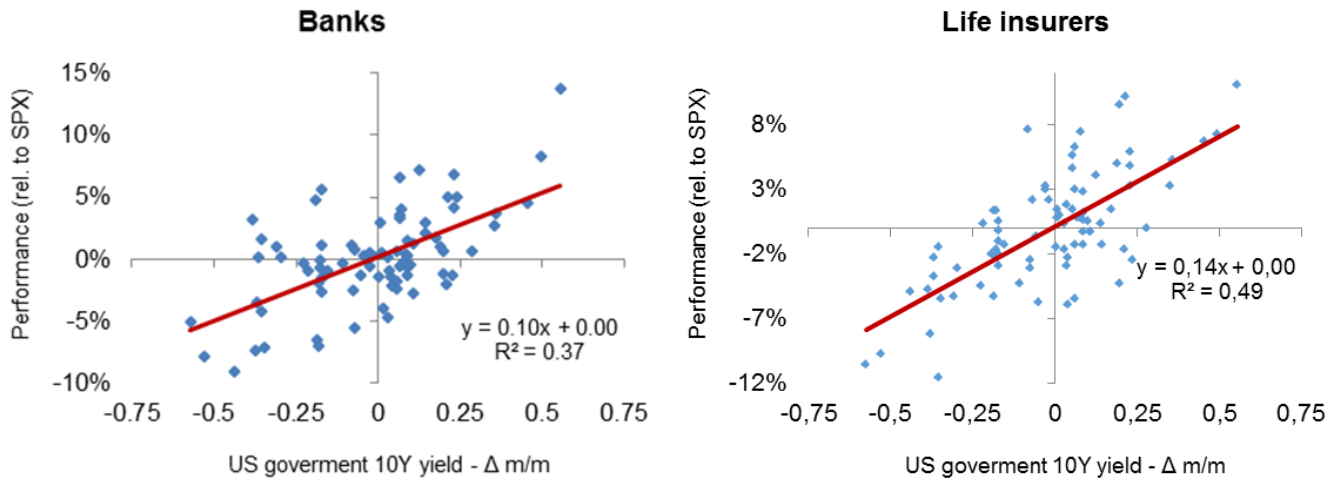 Banks
Performance (rel. to SPX)
15%
10%
5%
0%
-5%
-10%
-0.75
-0.5
-0.25
0
0.25
0.5
0.75
y = 0.10x + 0.00
R² = 0.37
US goverment 10Y yield - Δ m/m
Life insurers
Performance (rel. to SPX)
8%
3%
-2%
-7%
-12%
-0,75
-0,5
-0,25
0
0,25
0,5
0,75
y = 0,14x + 0,00
R² = 0,49
US goverment 10Y yield - Δ m/m